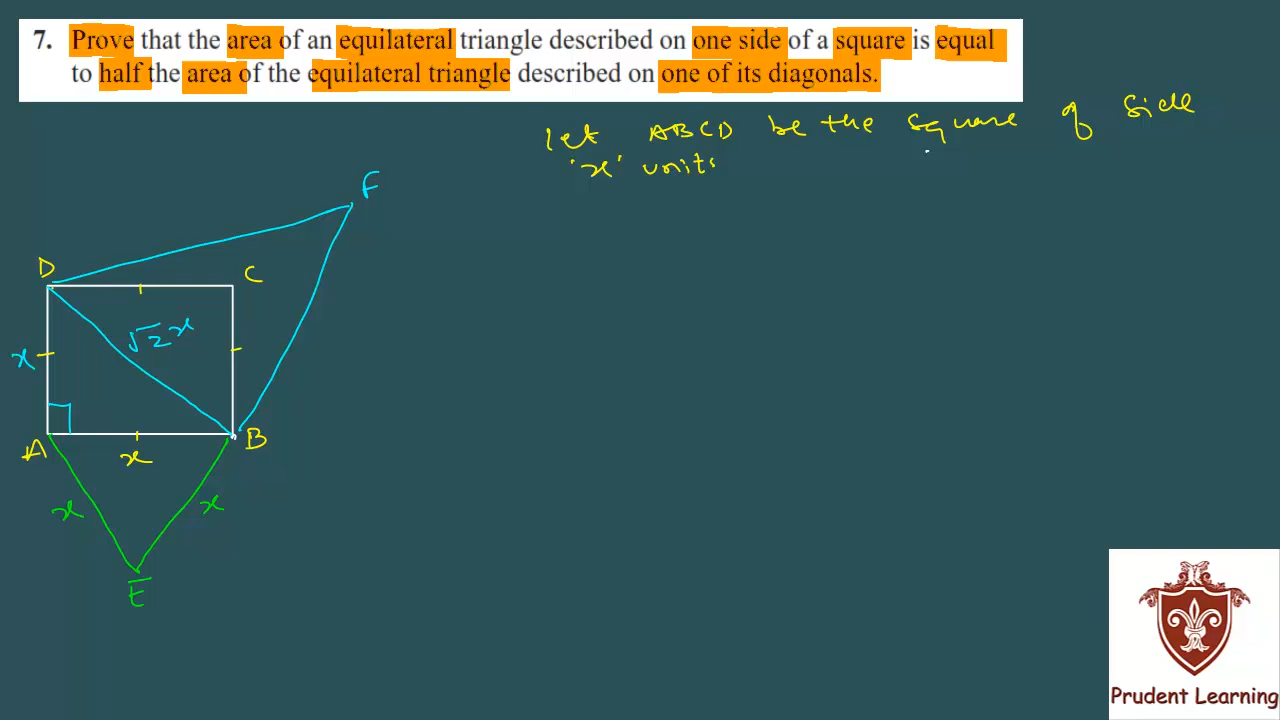 7. Prove that the area of an equilateral triangle described on one side of a square is equal
to half the area of the equilateral triangle described on one of its diagonals.
let ABCD be the square of side
'x' units
F
D
C
√2 x
x
A
x
B
x
x
E
Prudent Learning